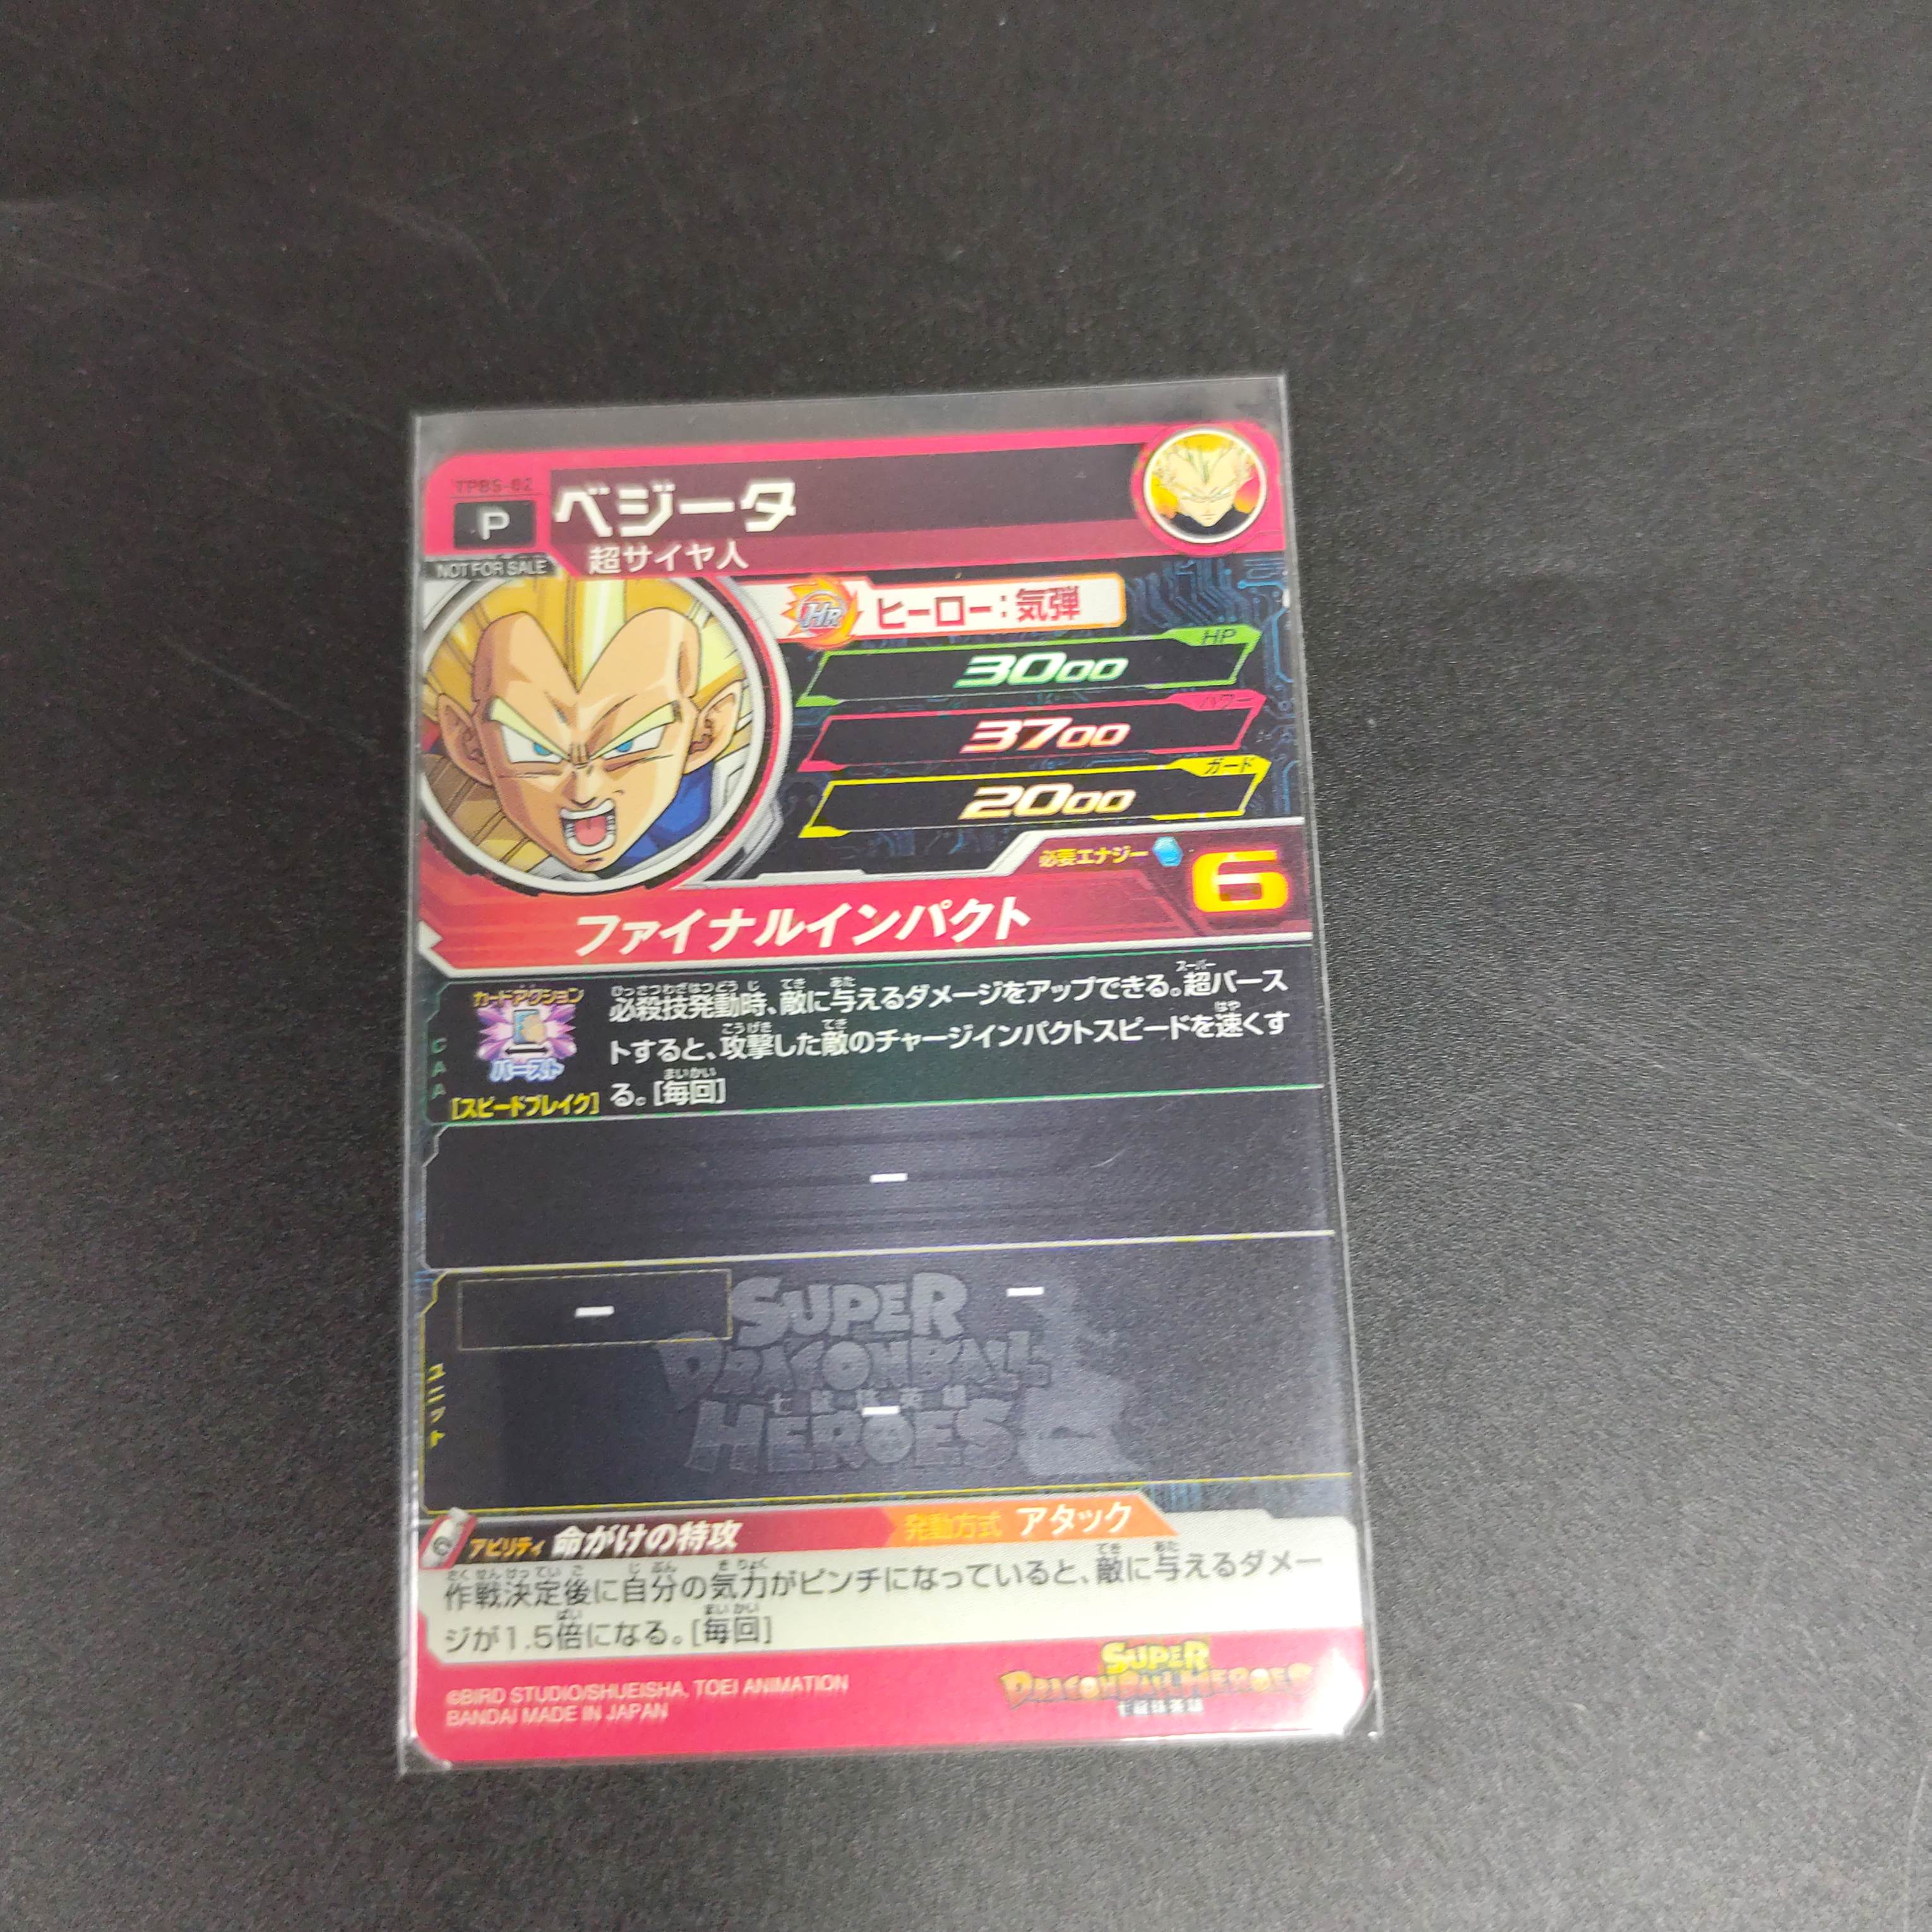 TPBS-02
P
ベジータ
超サイヤ人
NOT FOR SALE
HR
ヒーロー:気弾
HP
3000
パワー
3700
ガード
2000
必要エナジー
6
ファイナルインパクト
CAA
カードアクション
バースト
[スピードブレイク]
必殺技発動時、敵に与えるダメージをアップできる。超バース
トすると、攻撃した敵のチャージインパクトスピードを速くす
る。[毎回]
-
-
-
-
ユニット
SUPER
DRAGONBALL
HEROES
アビリティ 命がけの特攻
発動方式 アタック
作戦決定後に自分の気力がピンチになっていると、敵に与えるダメー
ジが1.5倍になる。[毎回]
©BIRD STUDIO/SHUEISHA, TOEI ANIMATION
BANDAI MADE IN JAPAN
SUPER
DRAGONBALL HEROES